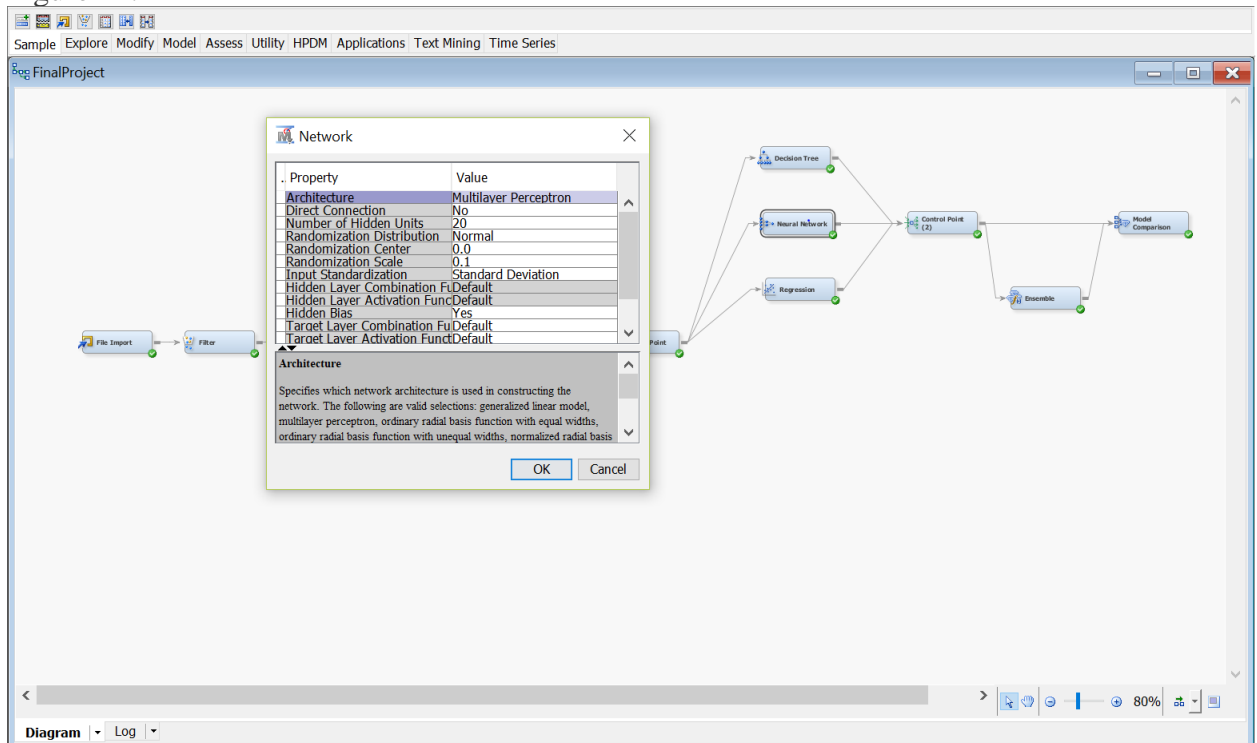 Sample Explore Modify Model Assess Utility HPDM Applications Text Mining Time Series
FinalProject
Network
. Property Value
Architecture Multilayer Perceptron
Direct Connection No
Number of Hidden Units 20
Randomization Distribution Normal
Randomization Center 0.0
Randomization Scale 0.1
Input Standardization Standard Deviation
Hidden Layer Combination Fu Default
Hidden Layer Activation Func Default
Hidden Bias Yes
Target Layer Combination Fu Default
Target Layer Activation Funct Default
Architecture
Specifies which network architecture is used in constructing the
network. The following are valid selections: generalized linear model,
multilayer perceptron, ordinary radial basis function with equal widths,
ordinary radial basis function with unequal widths, normalized radial basis
OK Cancel
File Import
Filter
Point
Decision Tree
Neural Network
Regression
Control Point
(2)
Ensemble
Model
Comparison
80%
Diagram Log